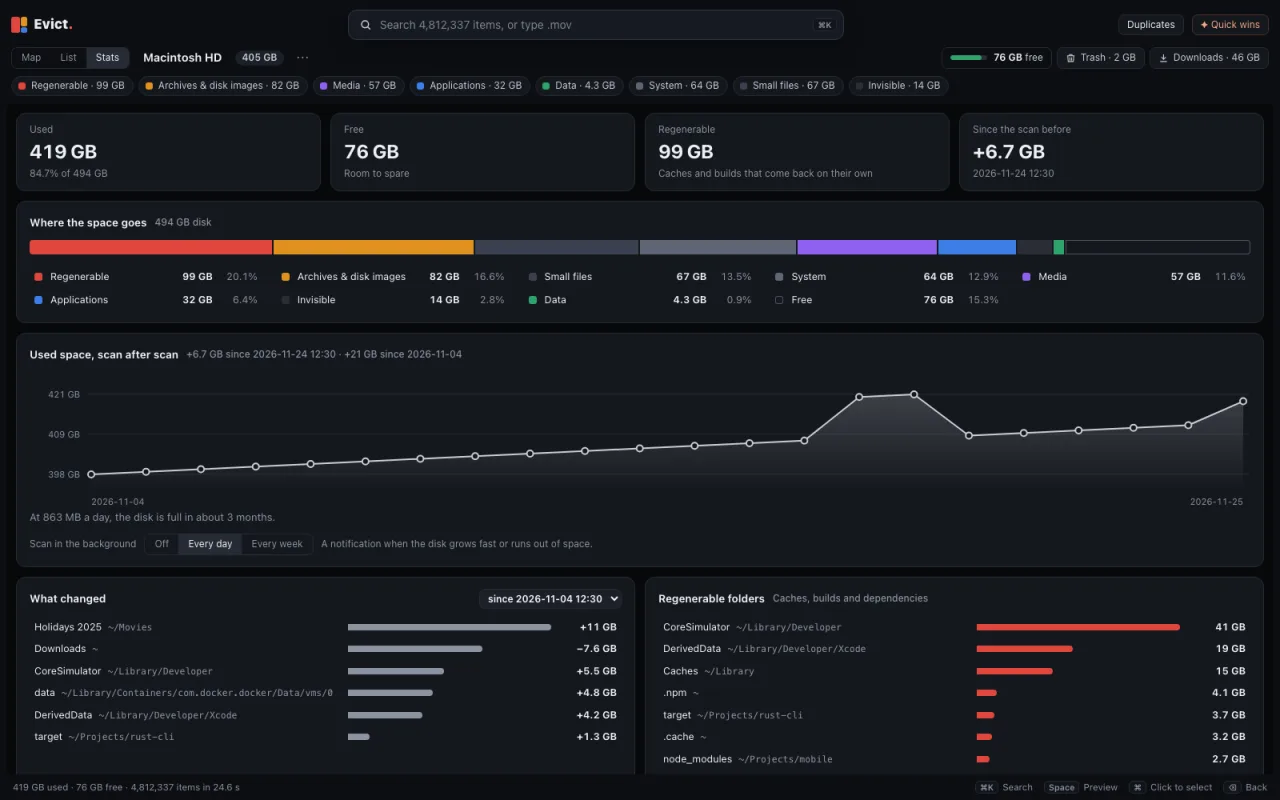 Evict.
Search 4,812,337 items, or type .mov
⌘K
Duplicates
✦ Quick wins
Map List Stats
Macintosh HD 405 GB ···
76 GB free
Trash · 2 GB
Downloads · 46 GB
Regenerable · 99 GB
Archives & disk images · 82 GB
Media · 57 GB
Applications · 32 GB
Data · 4.3 GB
System · 64 GB
Small files · 67 GB
Invisible · 14 GB
Used
419 GB
84.7% of 494 GB
Free
76 GB
Room to spare
Regenerable
99 GB
Caches and builds that come back on their own
Since the scan before
+6.7 GB
2026-11-24 12:30
Where the space goes 494 GB disk
Regenerable 99 GB 20.1%
Archives & disk images 82 GB 16.6%
Small files 67 GB 13.5%
System 64 GB 12.9%
Media 57 GB 11.6%
Applications 32 GB 6.4%
Invisible 14 GB 2.8%
Data 4.3 GB 0.9%
Free 76 GB 15.3%
Used space, scan after scan +6.7 GB since 2026-11-24 12:30 · +21 GB since 2026-11-04
421 GB
409 GB
398 GB
2026-11-04
2026-11-25
At 863 MB a day, the disk is full in about 3 months.
Scan in the background Off Every day Every week A notification when the disk grows fast or runs out of space.
What changed
since 2026-11-04 12:30
Holidays 2025 ~/Movies +11 GB
Downloads ~ −7.6 GB
CoreSimulator ~/Library/Developer +5.5 GB
data ~/Library/Containers/com.docker.docker/Data/vms/0 +4.8 GB
DerivedData ~/Library/Developer/Xcode +4.2 GB
target ~/Projects/rust-cli +1.3 GB
Regenerable folders Caches, builds and dependencies
CoreSimulator ~/Library/Developer 41 GB
DerivedData ~/Library/Developer/Xcode 19 GB
Caches ~/Library 15 GB
.npm ~ 4.1 GB
target ~/Projects/rust-cli 3.7 GB
.cache ~ 3.2 GB
node_modules ~/Projects/mobile 2.7 GB
419 GB used · 76 GB free · 4,812,337 items in 24.6 s
⌘K Search Space Preview ⌘ Click to select ⌫ Back